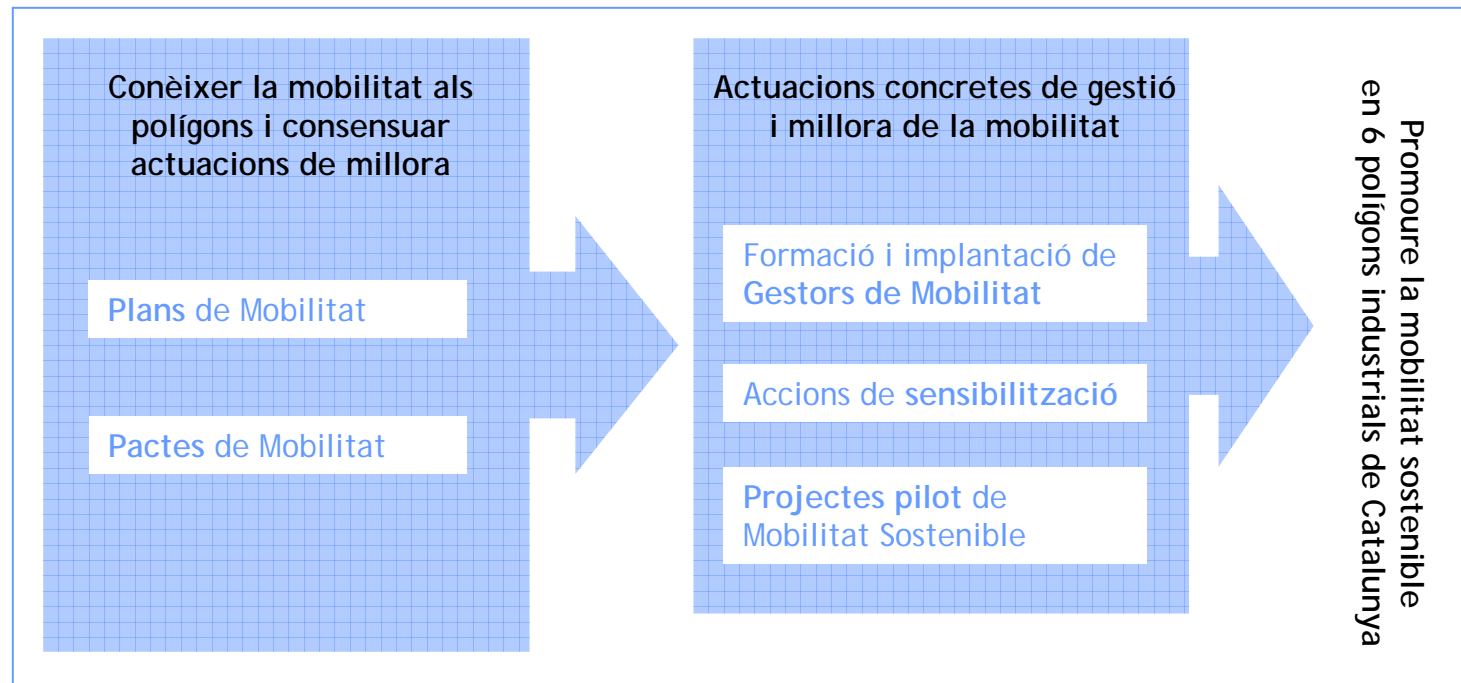 Conèixer la mobilitat als
polígons i consensuar
actuacions de millora
Plans de Mobilitat
Pactes de Mobilitat
Actuacions concretes de gestió
i millora de la mobilitat
Formació i implantació de
Gestors de Mobilitat
Accions de sensibilització
Projectes pilot de
Mobilitat Sostenible
Promoure la mobilitat sostenible
en 6 polígons industrials de Catalunya